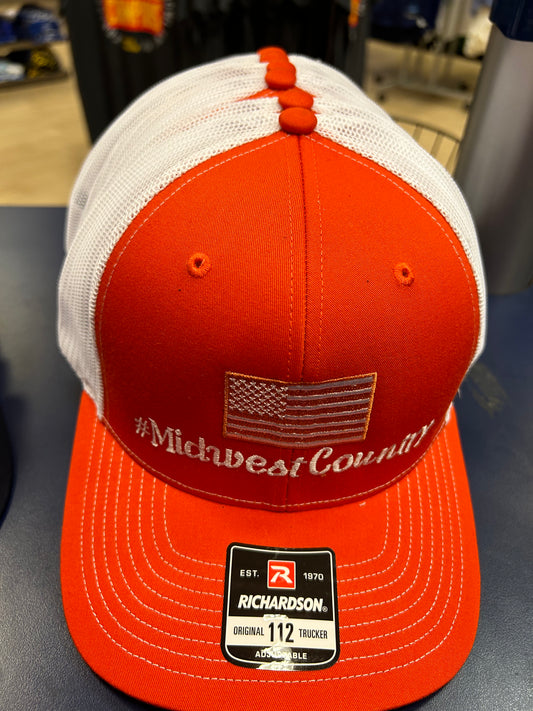 #MidwestCountry
EST. R 1970
RICHARDSON®
ORIGINAL 112 TRUCKER
ADJUSTABLE